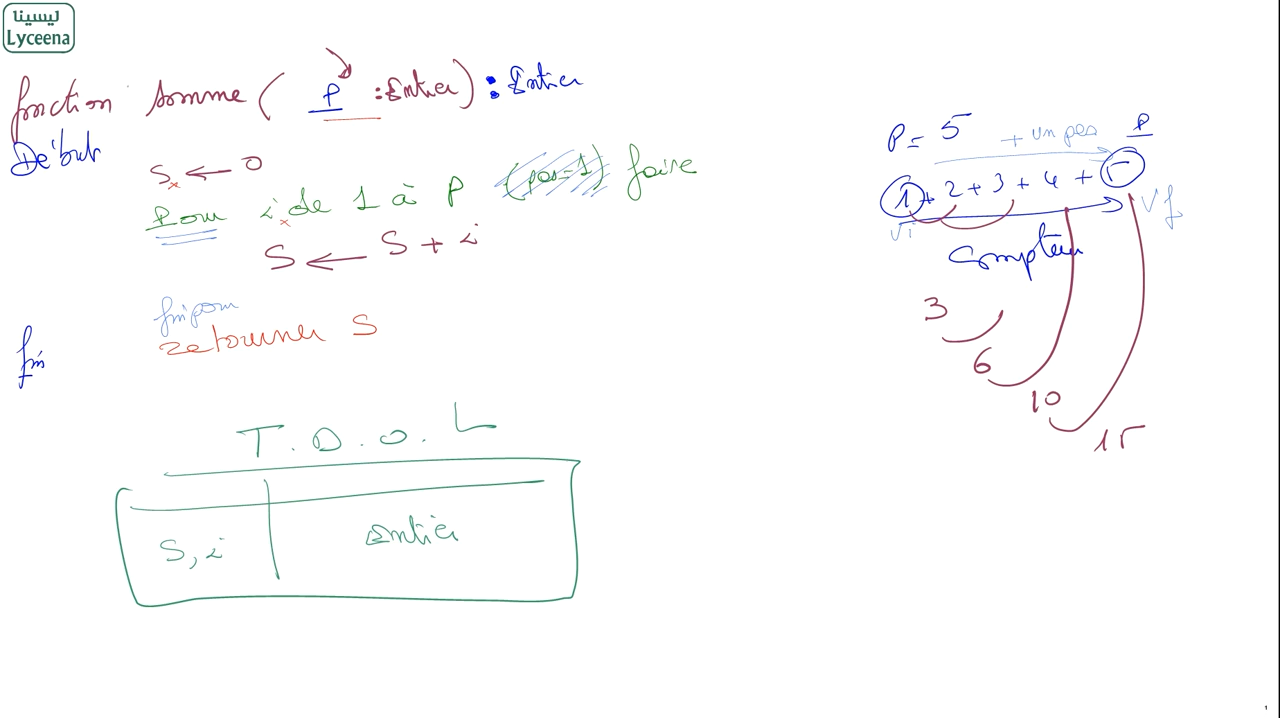 ليسينا
Lyceena
fonction somme ( P :Entier) : Entier
Début
S ← 0
Pour i de 1 à P (pas=1) faire
S ← S + i
finpour
retourner S
fin
T.D.O.L
S, i entier
P = 5 + un pas P
1 + 2 + 3 + 4 + 5
Vi Vf
Compteur
3
6
10
15